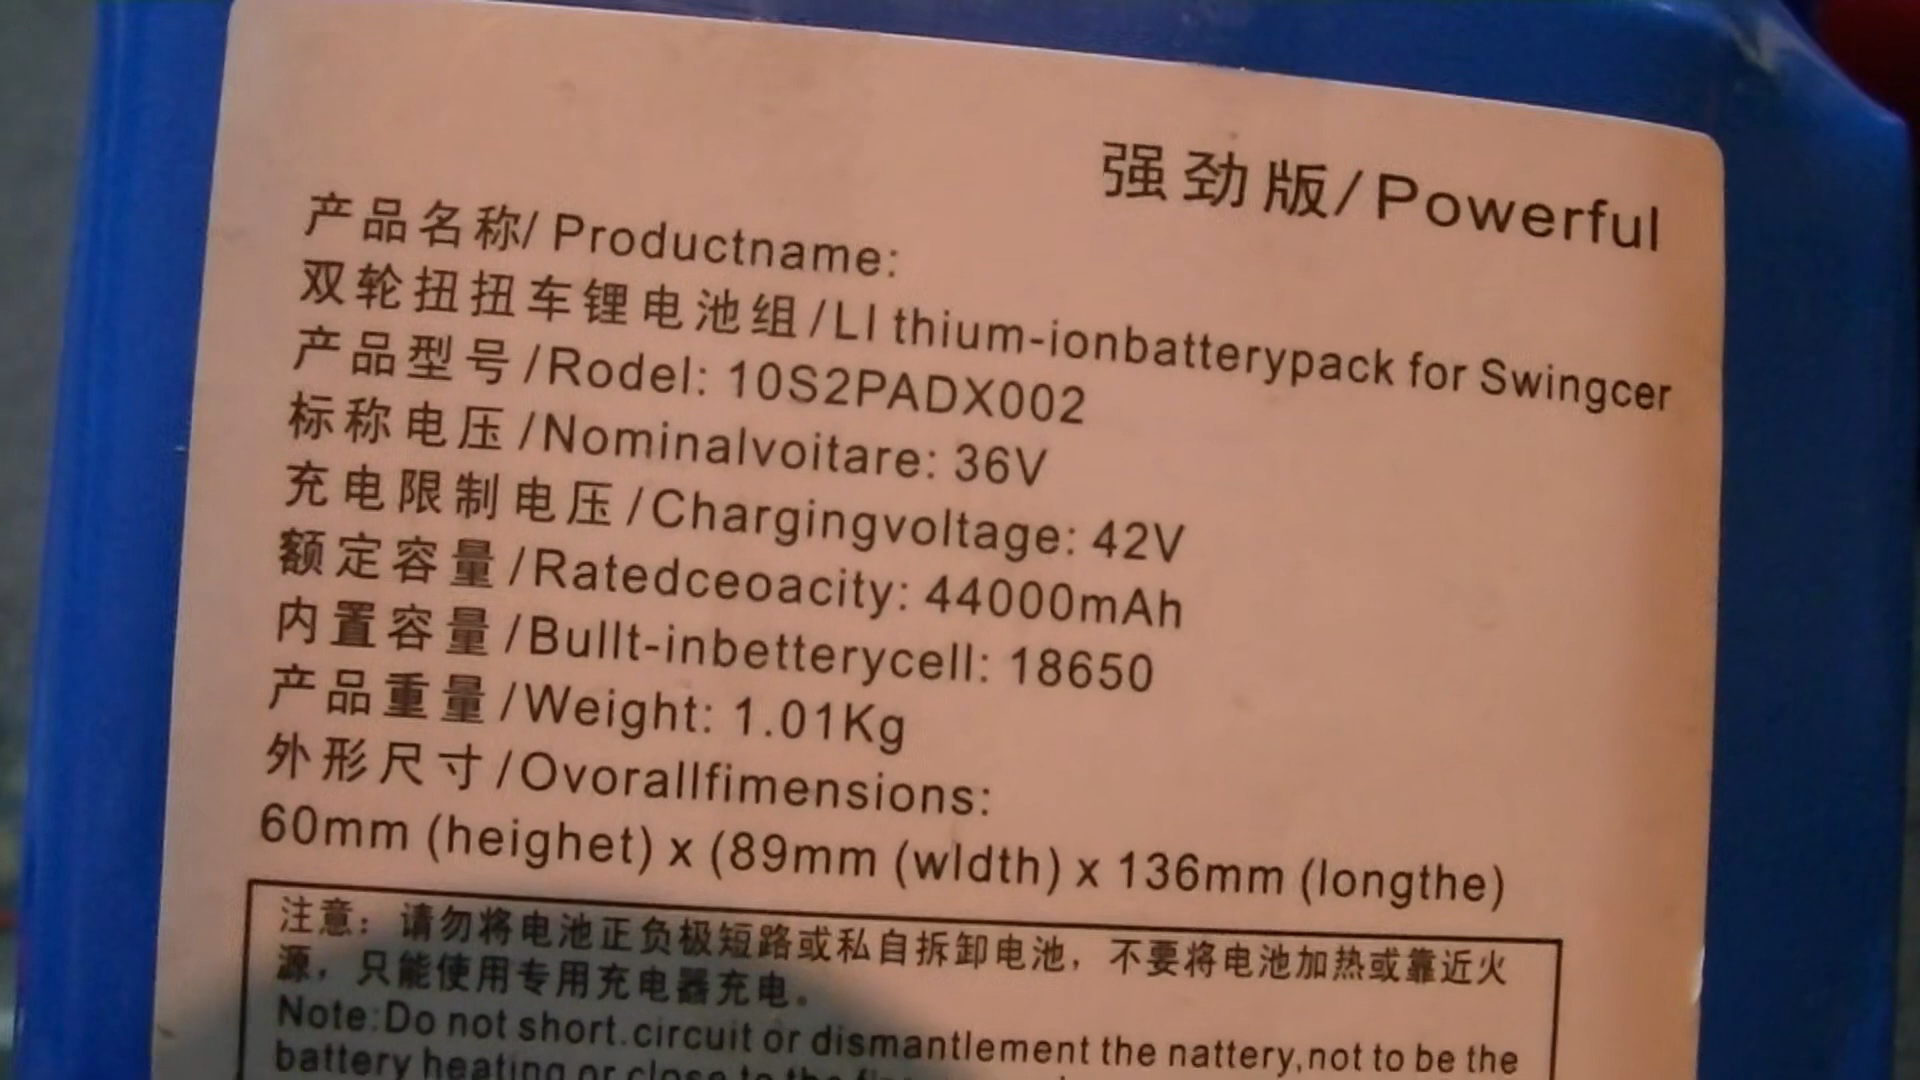 强劲版/Powerful
产品名称/Productname:
双轮扭扭车锂电池组/LI thium-ionbatterypack for Swingcer
产品型号/Rodel: 10S2PADX002
标称电压/Nominalvoitare: 36V
充电限制电压/Chargingvoltage: 42V
额定容量/Ratedceoacity: 44000mAh
内置容量/Bullt-inbetterycell: 18650
产品重量/Weight: 1.01Kg
外形尺寸/Ovorallfimensions:
60mm (heighet) x (89mm (wldth) x 136mm (longthe)
注意：请勿将电池正负极短路或私自拆卸电池，不要将电池加热或靠近火
源，只能使用专用充电器充电。
Note:Do not short.circuit or dismantlement the nattery,not to be the
battery heating or close to the